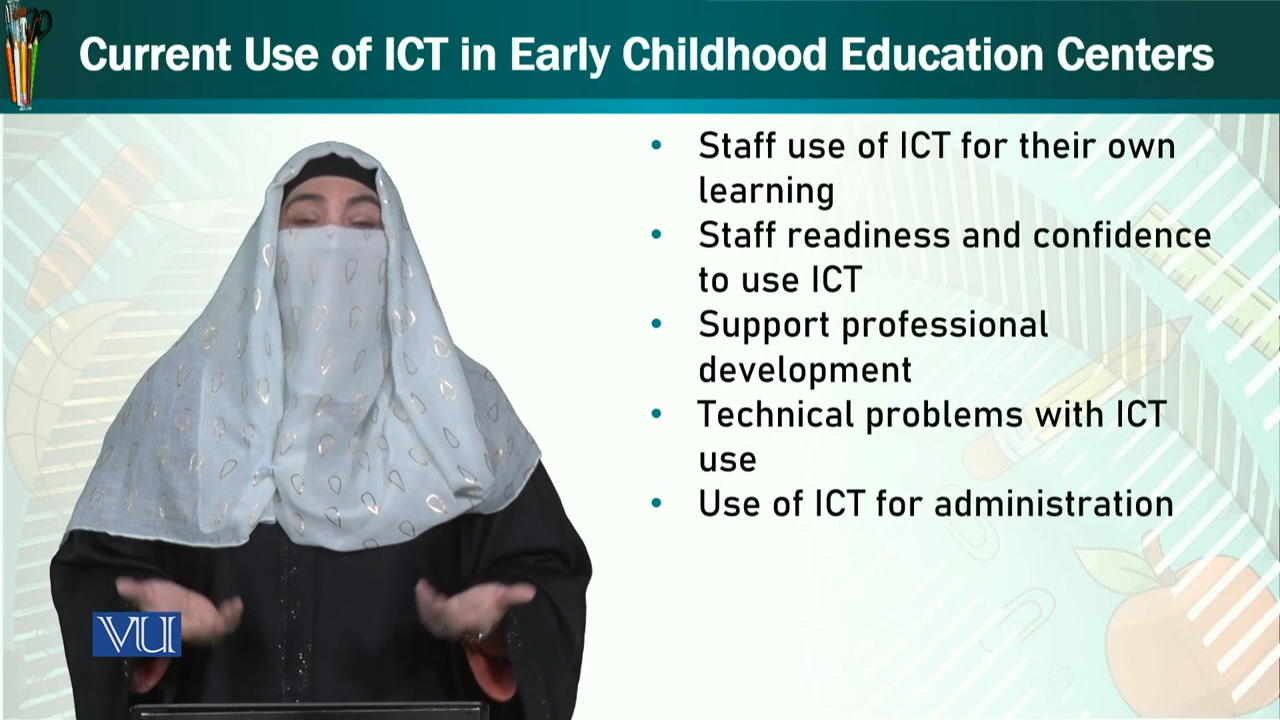 Current Use of ICT in Early Childhood Education Centers
• Staff use of ICT for their own
learning
• Staff readiness and confidence
to use ICT
• Support professional
development
• Technical problems with ICT
use
• Use of ICT for administration
VU